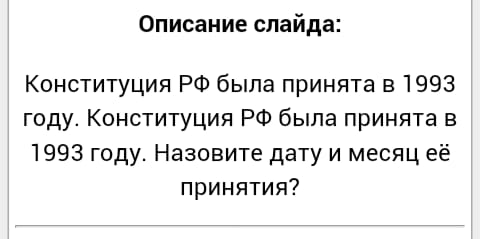 Описание слайда:
Конституция РФ была принята в 1993
году. Конституция РФ была принята в
1993 году. Назовите дату и месяц её
принятия?